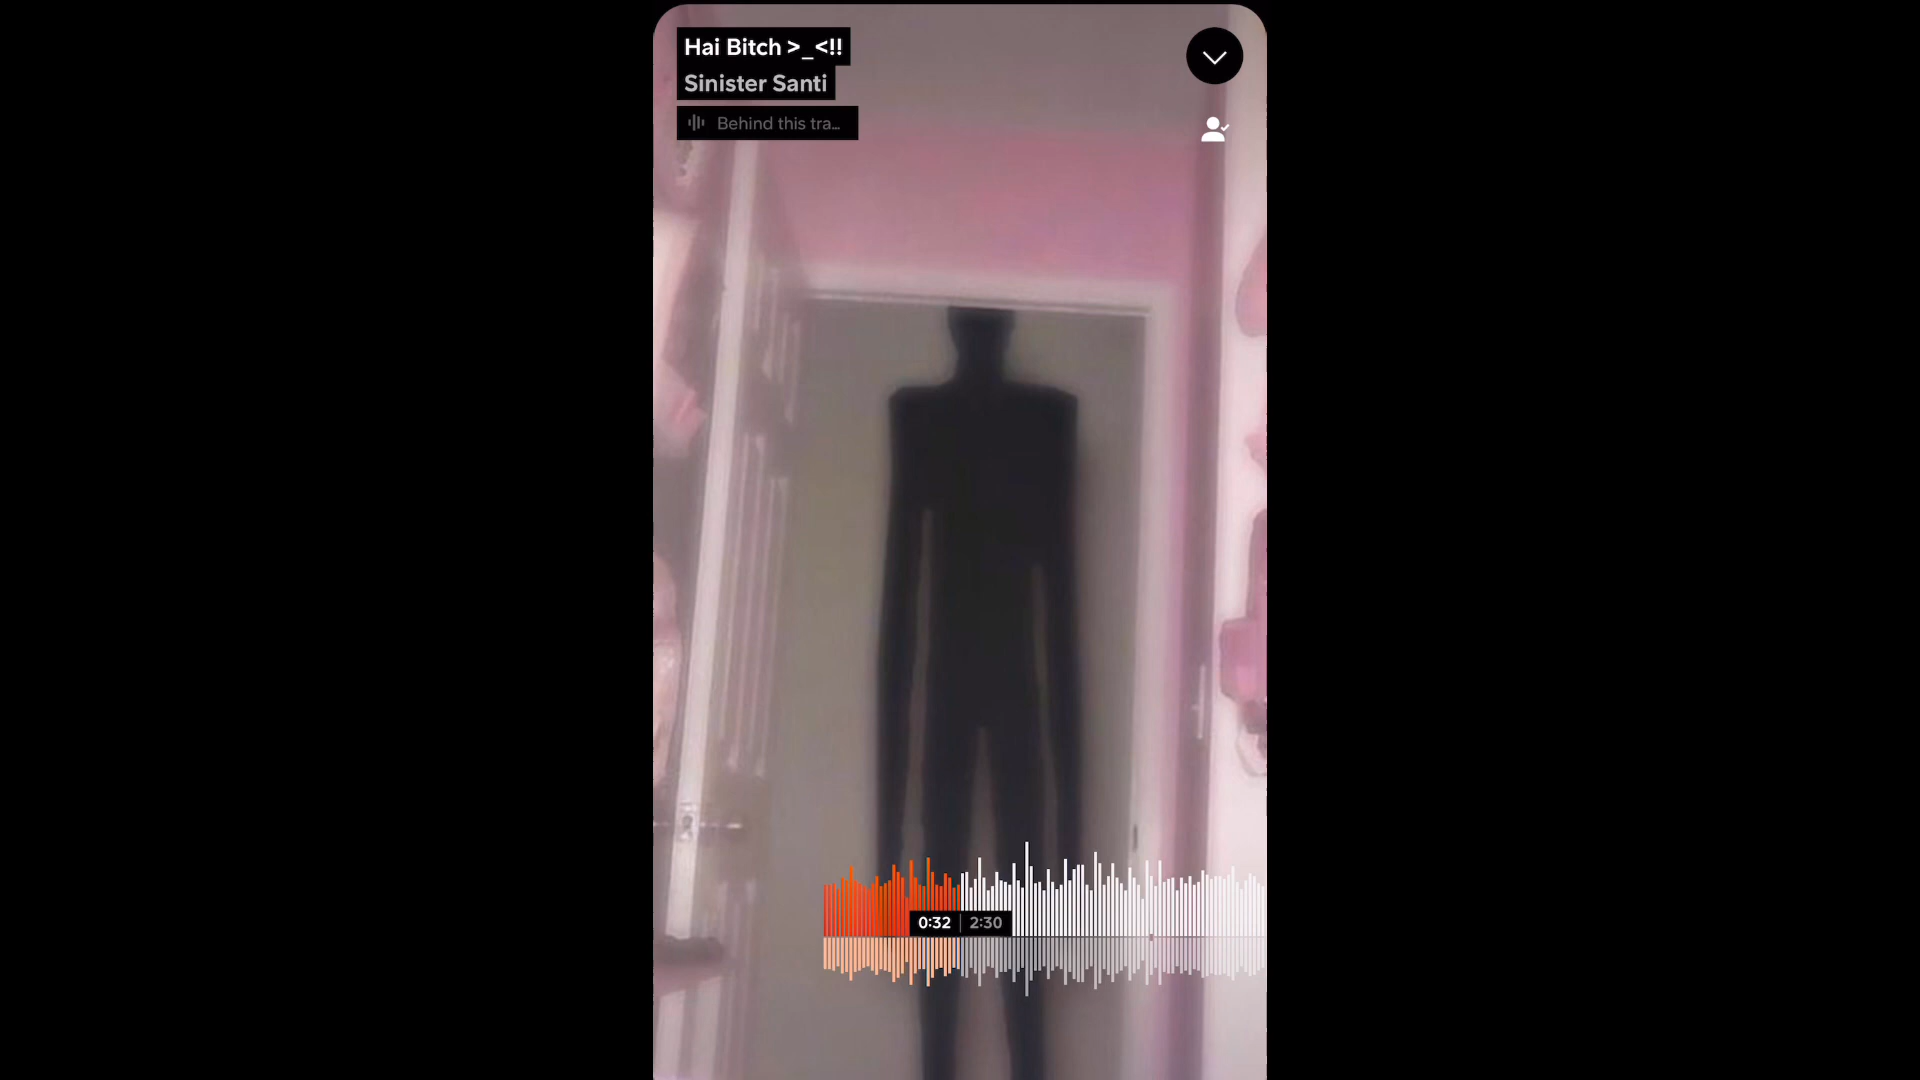 Hai Bitch >_<!!
Sinister Santi
Behind this tra...
0:32 | 2:30